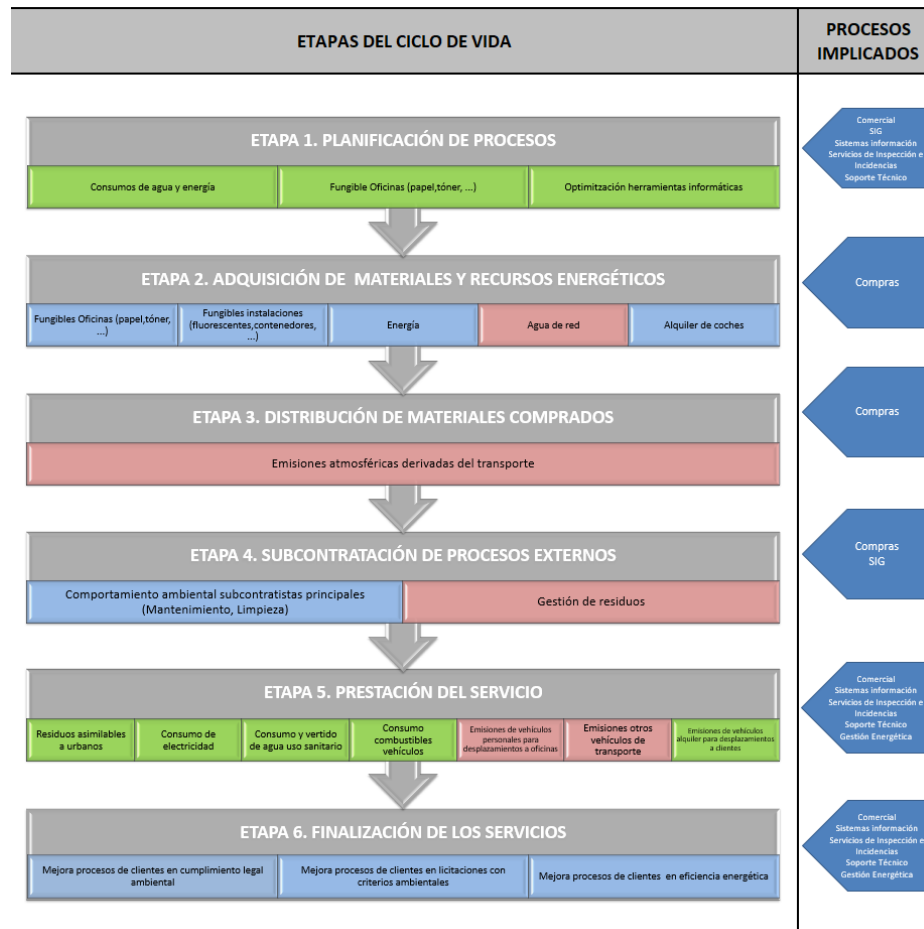 ETAPAS DEL CICLO DE VIDA
PROCESOS
IMPLICADOS
ETAPA 1. PLANIFICACIÓN DE PROCESOS
Consumos de agua y energía
Fungible Oficinas (papel,tóner, ...)
Optimitzación herramientas informáticas
Comercial
SIG
Sistemas información
Servicios de Inspección e
Incidencias
Soporte Técnico
ETAPA 2. ADQUISICIÓN DE MATERIALES Y RECURSOS ENERGÉTICOS
Fungibles Oficinas (papel,tóner,
...)
Fungibles instalaciones
(fluorescentes,contenedores,
...)
Energía
Agua de red
Alquiler de coches
Compras
ETAPA 3. DISTRIBUCIÓN DE MATERIALES COMPRADOS
Emisiones atmosféricas derivadas del transporte
Compras
ETAPA 4. SUBCONTRATACIÓN DE PROCESOS EXTERNOS
Comportamiento ambiental subcontratistas principales
(Mantenimiento, Limpieza)
Gestión de residuos
Compras
SIG
ETAPA 5. PRESTACIÓN DEL SERVICIO
Residuos asimilables
a urbanos
Consumo de
electricidad
Consumo y vertido
de agua uso sanitario
Consumo
combustibles
vehículos
Emisiones de vehículos
personales para
desplazamientos a oficinas
Emisiones otros
vehículos de
transporte
Emisiones de vehículos
alquiler para desplazamientos
a clientes
Comercial
Sistemas información
Servicios de Inspección e
Incidencias
Soporte Técnico
Gestión Energética
ETAPA 6. FINALIZACIÓN DE LOS SERVICIOS
Mejora procesos de clientes en cumplimiento legal
ambiental
Mejora procesos de clientes en licitaciones con
criterios ambientales
Mejora procesos de clientes en eficiencia energética
Comercial
Sistemas información
Servicios de Inspección e
Incidencias
Soporte Técnico
Gestión Energética